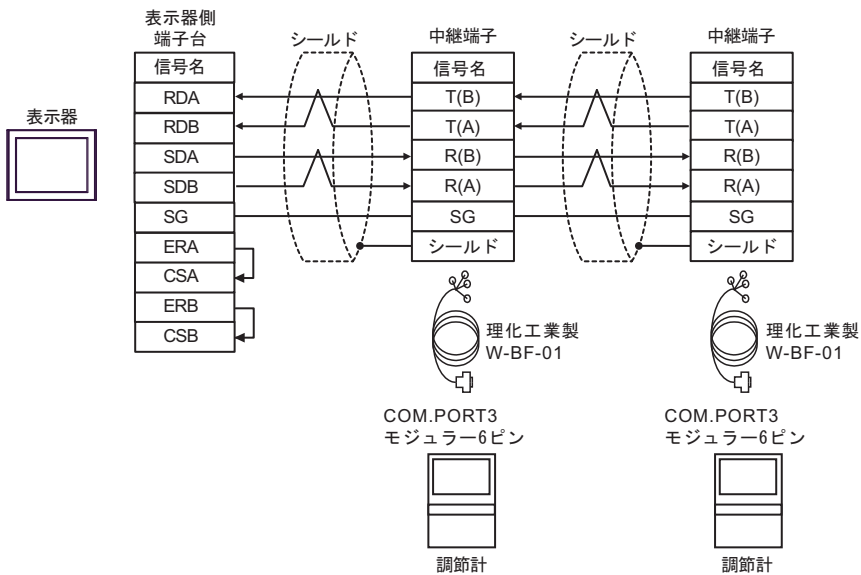 表示器
表示器側
端子台
信号名
RDA
RDB
SDA
SDB
SG
ERA
CSA
ERB
CSB
シールド
中継端子
信号名
T(B)
T(A)
R(B)
R(A)
SG
シールド
理化工業製
W-BF-01
COM.PORT3
モジュラー6ピン
調節計
シールド
中継端子
信号名
T(B)
T(A)
R(B)
R(A)
SG
シールド
理化工業製
W-BF-01
COM.PORT3
モジュラー6ピン
調節計